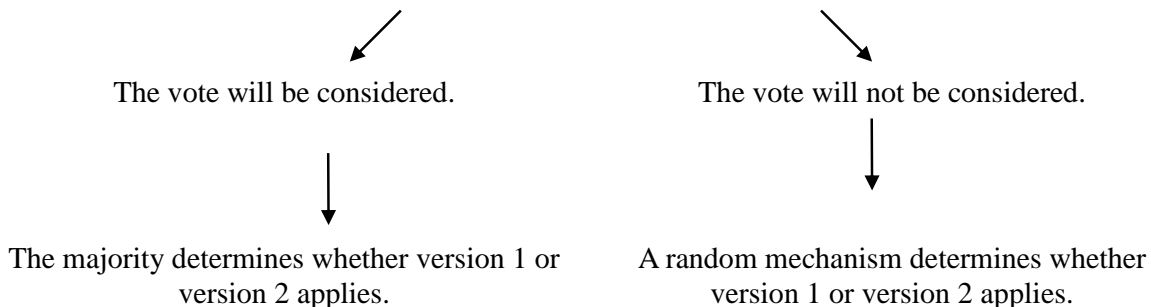 The vote will be considered.
The vote will not be considered.
The majority determines whether version 1 or
version 2 applies.
A random mechanism determines whether
version 1 or version 2 applies.